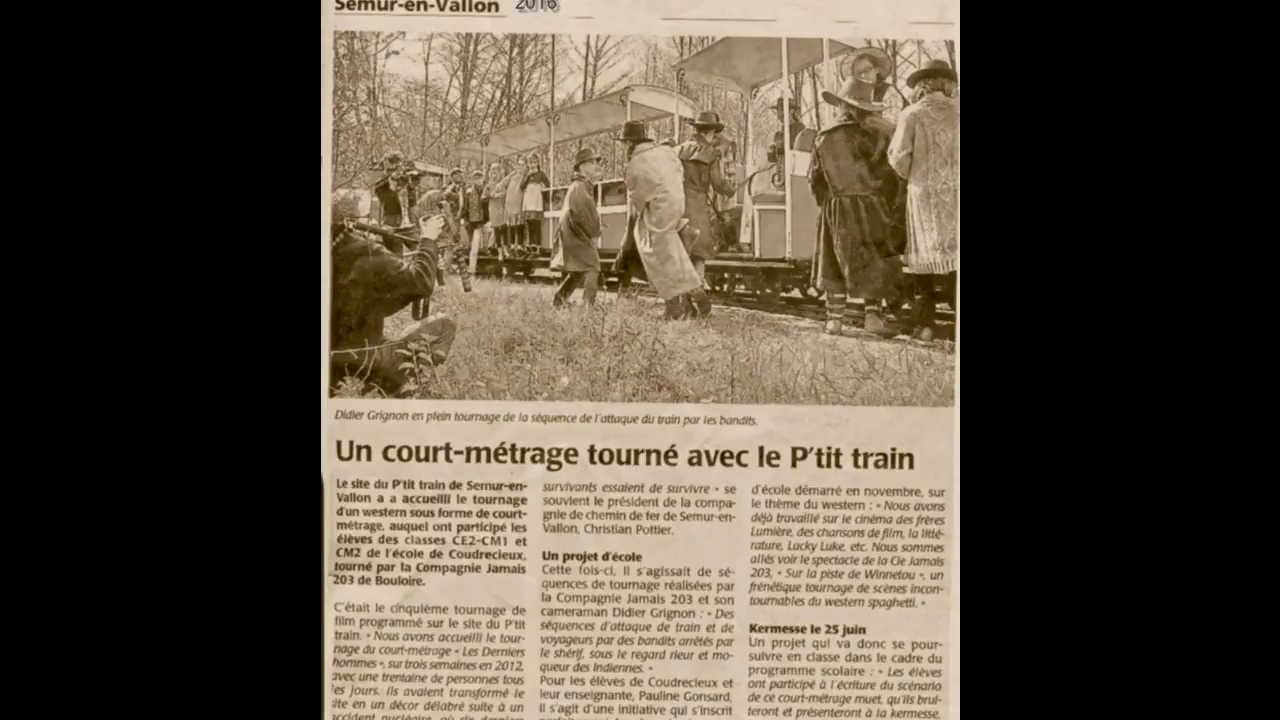 Semur-en-Vallon 2016
Didier Grignon en plein tournage de la séquence de l'attaque du train par les bandits.
Un court-métrage tourné avec le P'tit train
Le site du P'tit train de Semur-en-
Vallon a a accueilli le tournage
d'un western sous forme de court-
métrage, auquel ont participé les
élèves des classes CE2-CM1 et
CM2 de l'école de Coudrecieux,
tourné par la Compagnie Jamais
203 de Bouloire.
C'était le cinquième tournage de
film programmé sur le site du P'tit
train. « Nous avons accueilli le tour-
nage du court-métrage « Les Derniers
hommes », sur trois semaines en 2012,
avec une trentaine de personnes tous
les jours. Ils avaient transformé le
site en un décor délabré suite à un
accident nucléaire, où six derniers
survivants essaient de survivre » se
souvient le président de la compa-
gnie de chemin de fer de Semur-en-
Vallon, Christian Pottier.
Un projet d'école
Cette fois-ci, il s'agissait de sé-
quences de tournage réalisées par
la Compagnie Jamais 203 et son
cameraman Didier Grignon : « Des
séquences d'attaque de train et de
voyageurs par des bandits arrêtés par
le shérif, sous le regard rieur et mo-
queur des Indiennes. »
Pour les élèves de Coudrecieux et
leur enseignante, Pauline Gonsard,
il s'agit d'une initiative qui s'inscrit
d'école démarré en novembre, sur
le thème du western : « Nous avons
déjà travaillé sur le cinéma des frères
Lumière, des chansons de film, la litté-
rature, Lucky Luke, etc. Nous sommes
allés voir le spectacle de la Cie Jamais
203, « Sur la piste de Winnetou », un
frénétique tournage de scènes incon-
tournables du western spaghetti. »
Kermesse le 25 juin
Un projet qui va donc se pour-
suivre en classe dans le cadre du
programme scolaire : « Les élèves
ont participé à l'écriture du scénario
de ce court-métrage muet, qu'ils brui-
teront et présenteront à la kermesse,